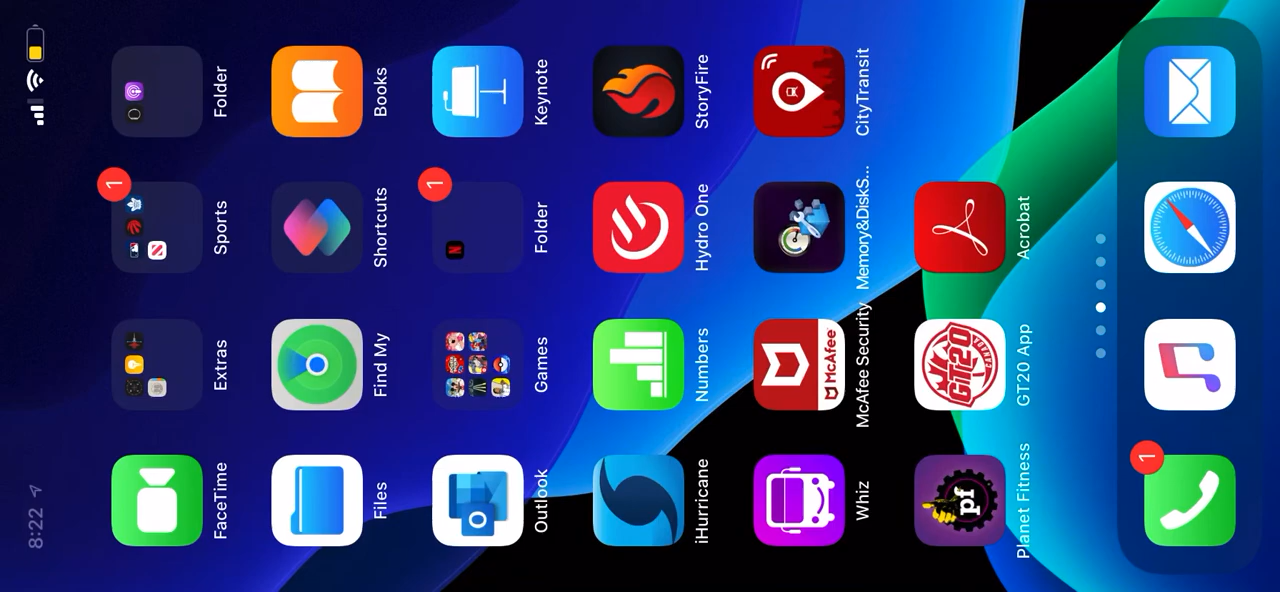 8:22
FaceTime
Extras
1
Sports
Folder
Files
Find My
Shortcuts
Books
Outlook
Games
1
Folder
Keynote
iHurricane
Numbers
Hydro One
StoryFire
Whiz
McAfee
McAfee Security
Memory&DiskS...
CityTransit
pf
Planet Fitness
GT20
CANADA
GT20 App
Acrobat
1